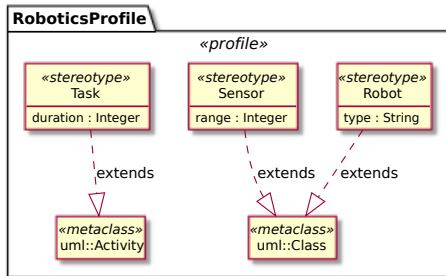 RoboticsProfile
«profile»
«stereotype»
Task
duration : Integer
«stereotype»
Sensor
range : Integer
«stereotype»
Robot
type : String
extends
extends
extends
«metaclass»
uml::Activity
«metaclass»
uml::Class